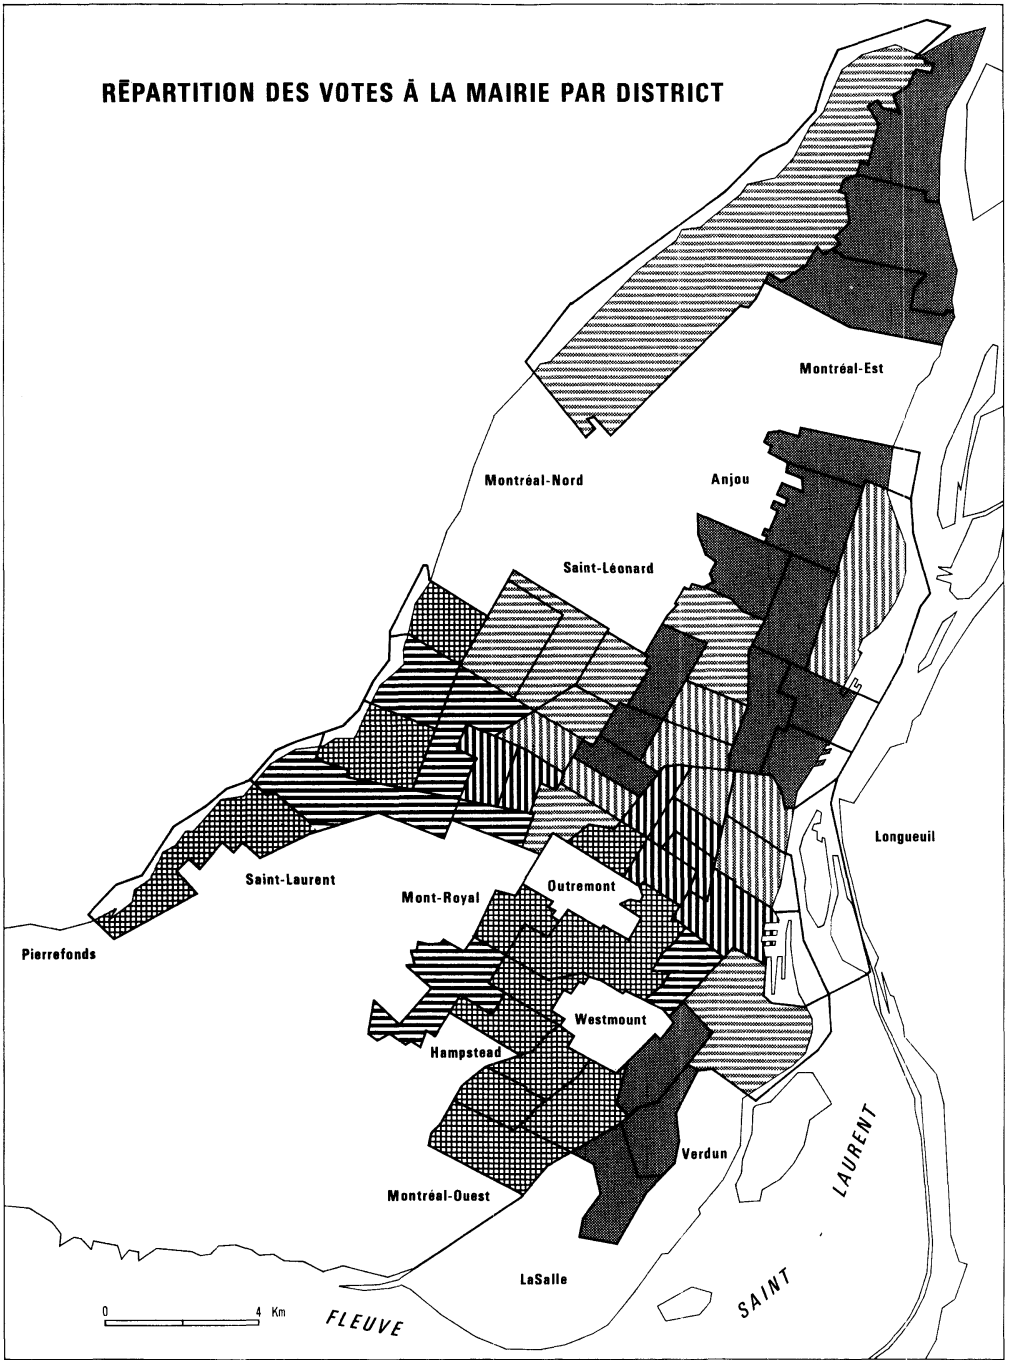 RĒPARTITION DES VOTES Ā LA MAIRIE PAR DISTRICT
Montréal-Est
Montréal-Nord
Anjou
Saint-Léonard
Longueuil
Saint-Laurent
Mont-Royal
Outremont
Pierrefonds
Westmount
Hampstead
Verdun
Montréal-Ouest
LaSalle
0 4 Km
FLEUVE SAINT LAURENT